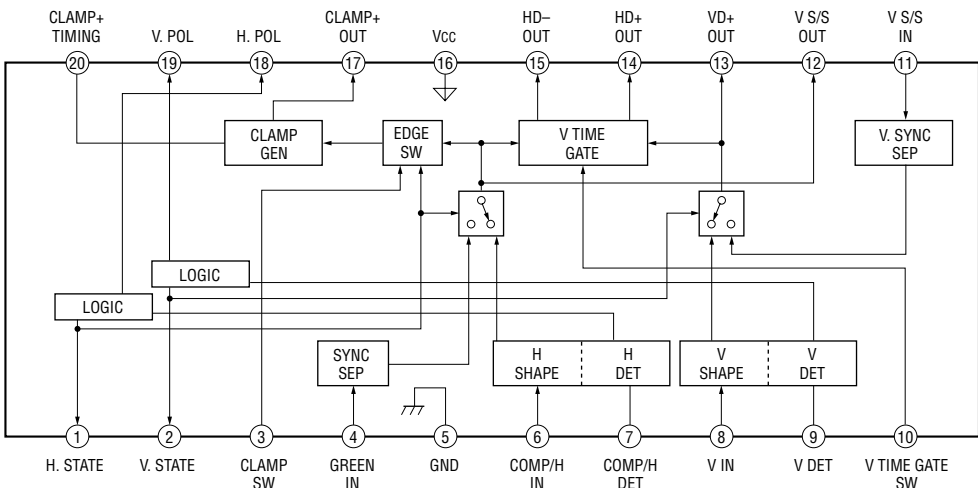 CLAMP+
TIMING
V. POL
H. POL
CLAMP+
OUT
Vcc
HD–
OUT
HD+
OUT
VD+
OUT
V S/S
OUT
V S/S
IN
20
19
18
17
16
15
14
13
12
11
CLAMP
GEN
EDGE
SW
V TIME
GATE
V. SYNC
SEP
LOGIC
LOGIC
SYNC
SEP
H
SHAPE
H
DET
V
SHAPE
V
DET
1
2
3
4
5
6
7
8
9
10
H. STATE
V. STATE
CLAMP
SW
GREEN
IN
GND
COMP/H
IN
COMP/H
DET
V IN
V DET
V TIME GATE
SW